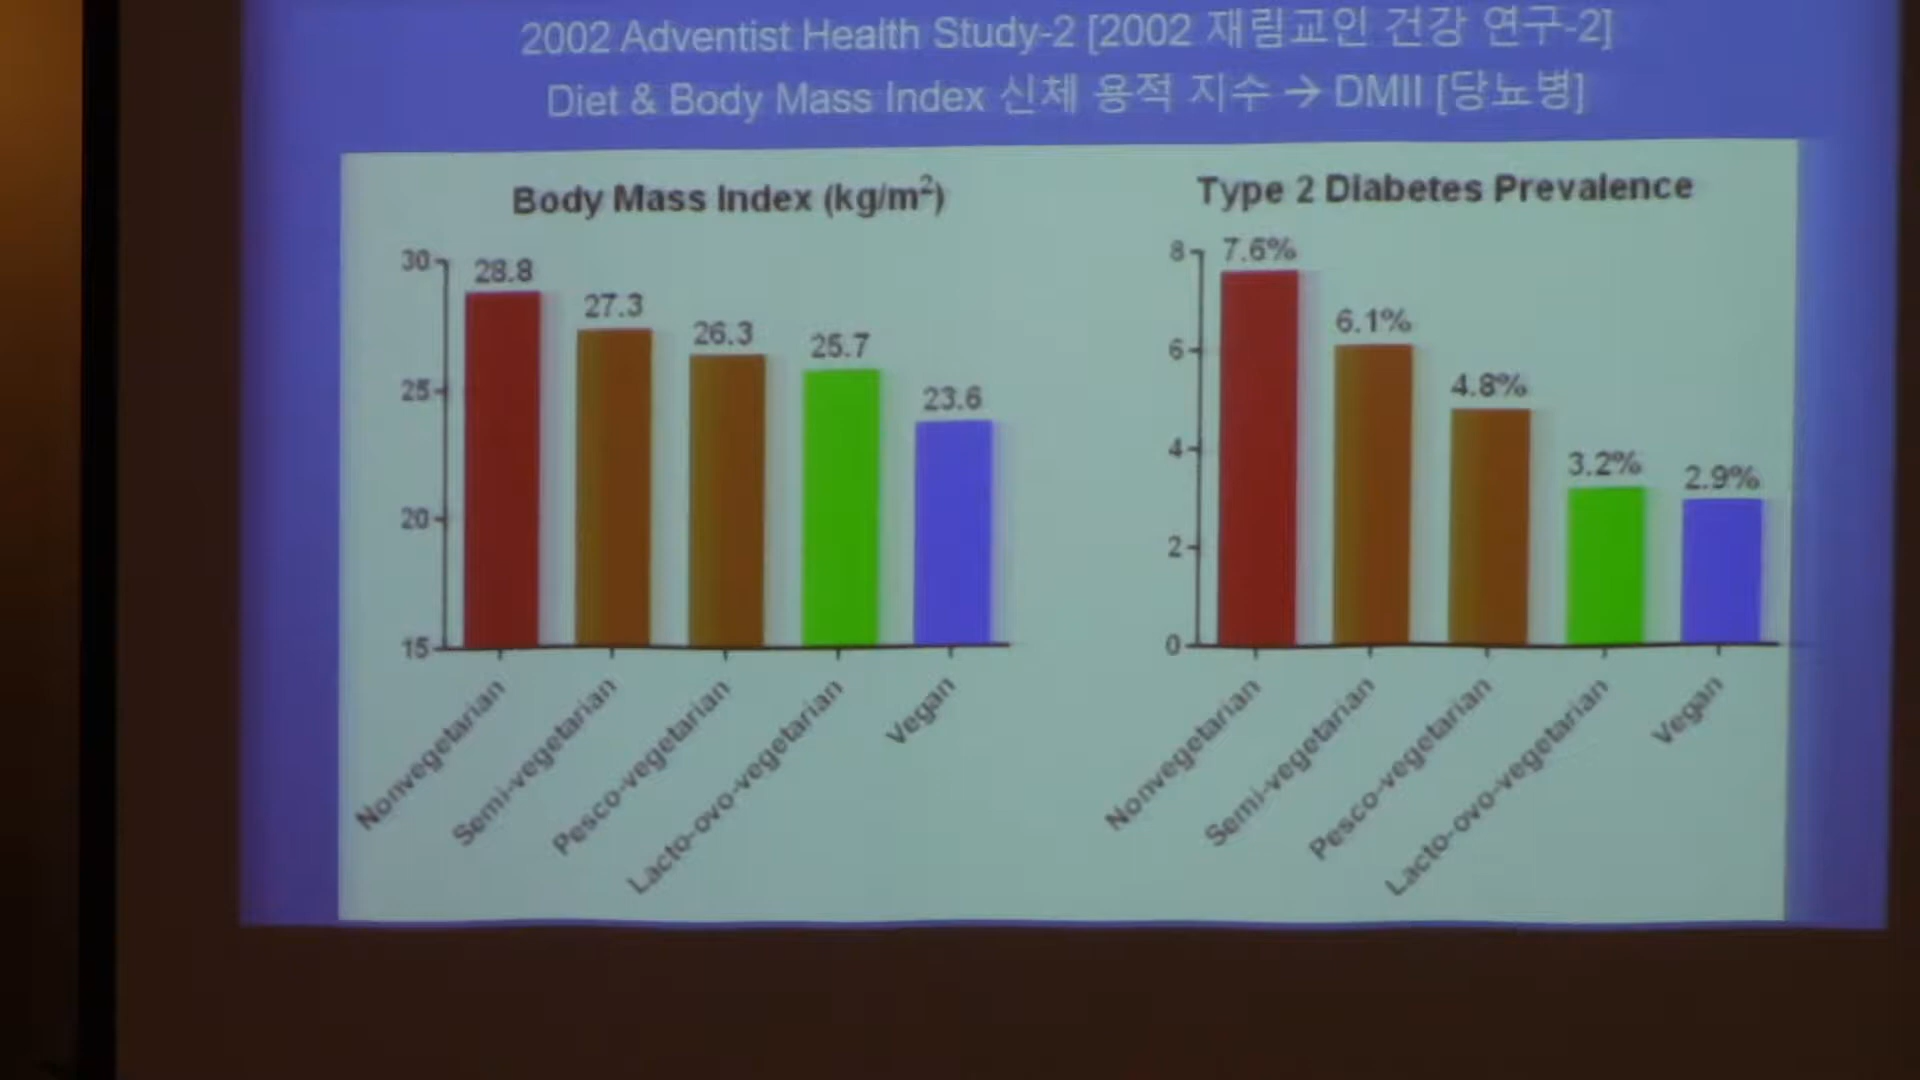 2002 Adventist Health Study-2 [2002 재림교인 건강 연구-2]
Diet & Body Mass Index 신체 용적 지수 → DMII [당뇨병]
Body Mass Index (kg/m²)
30
25
20
15
28.8
27.3
26.3
25.7
23.6
Nonvegetarian
Semi-vegetarian
Pesco-vegetarian
Lacto-ovo-vegetarian
Vegan
Type 2 Diabetes Prevalence
8
6
4
2
0
7.6%
6.1%
4.8%
3.2%
2.9%
Nonvegetarian
Semi-vegetarian
Pesco-vegetarian
Lacto-ovo-vegetarian
Vegan